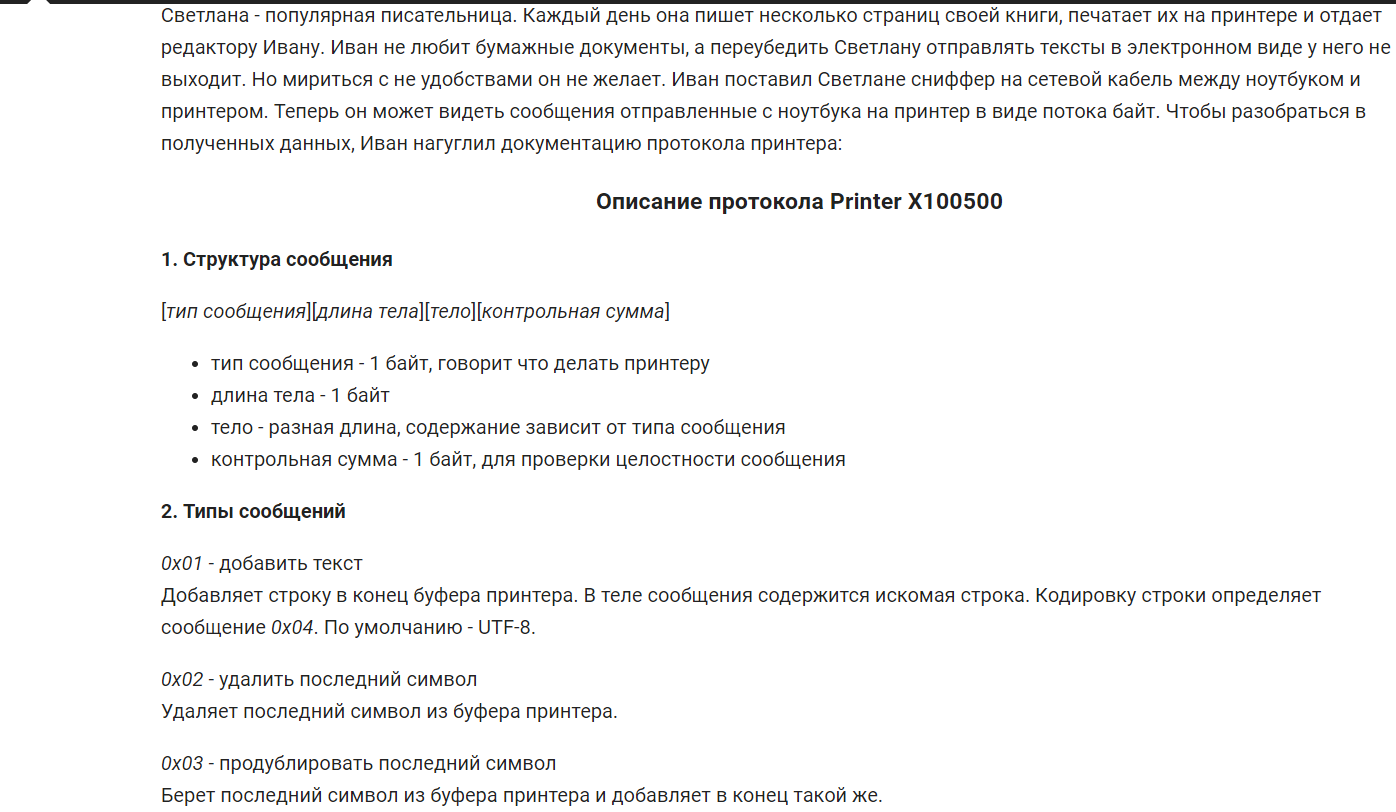 Светлана - популярная писательница. Каждый день она пишет несколько страниц своей книги, печатает их на принтере и отдает
редактору Ивану. Иван не любит бумажные документы, а переубедить Светлану отправлять тексты в электронном виде у него не
выходит. Но мириться с не удобствами он не желает. Иван поставил Светлане сниффер на сетевой кабель между ноутбуком и
принтером. Теперь он может видеть сообщения отправленные с ноутбука на принтер в виде потока байт. Чтобы разобраться в
полученных данных, Иван нагуглил документацию протокола принтера:
Описание протокола Printer X100500
1. Структура сообщения
[тип сообщения][длина тела][тело][контрольная сумма]
• тип сообщения - 1 байт, говорит что делать принтеру
• длина тела - 1 байт
• тело - разная длина, содержание зависит от типа сообщения
• контрольная сумма - 1 байт, для проверки целостности сообщения
2. Типы сообщений
0x01 - добавить текст
Добавляет строку в конец буфера принтера. В теле сообщения содержится искомая строка. Кодировку строки определяет
сообщение 0x04. По умолчанию - UTF-8.
0x02 - удалить последний символ
Удаляет последний символ из буфера принтера.
0x03 - продублировать последний символ
Берет последний символ из буфера принтера и добавляет в конец такой же.